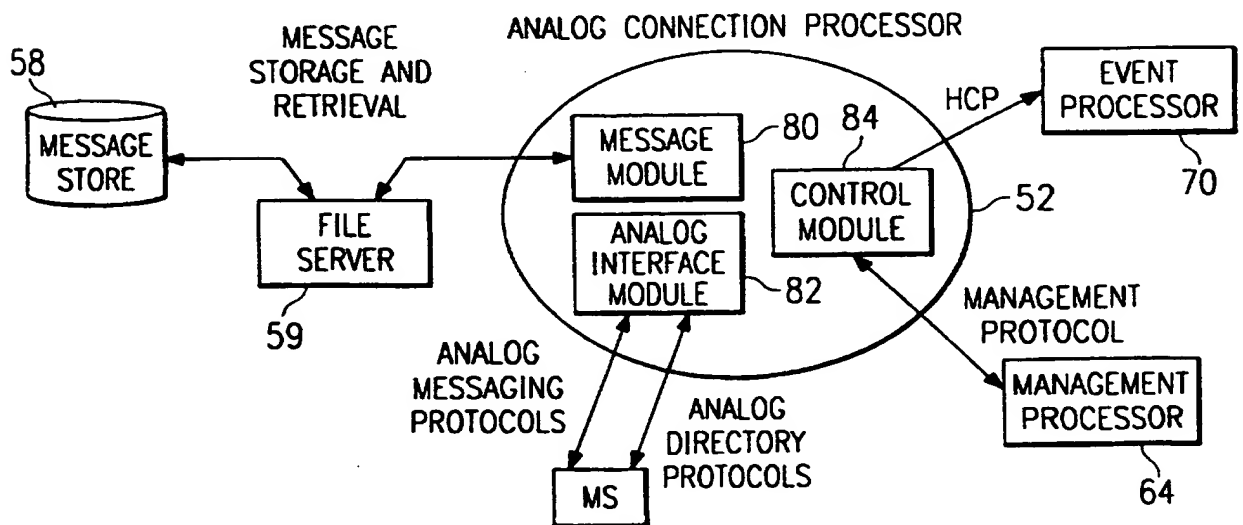 ANALOG CONNECTION PROCESSOR
MESSAGE
STORAGE AND
RETRIEVAL
58
MESSAGE
STORE
FILE
SERVER
59
MESSAGE
MODULE
80
ANALOG
INTERFACE
MODULE
82
84
CONTROL
MODULE
HCP
EVENT
PROCESSOR
70
52
MANAGEMENT
PROTOCOL
MANAGEMENT
PROCESSOR
64
ANALOG
MESSAGING
PROTOCOLS
ANALOG
DIRECTORY
PROTOCOLS
MS